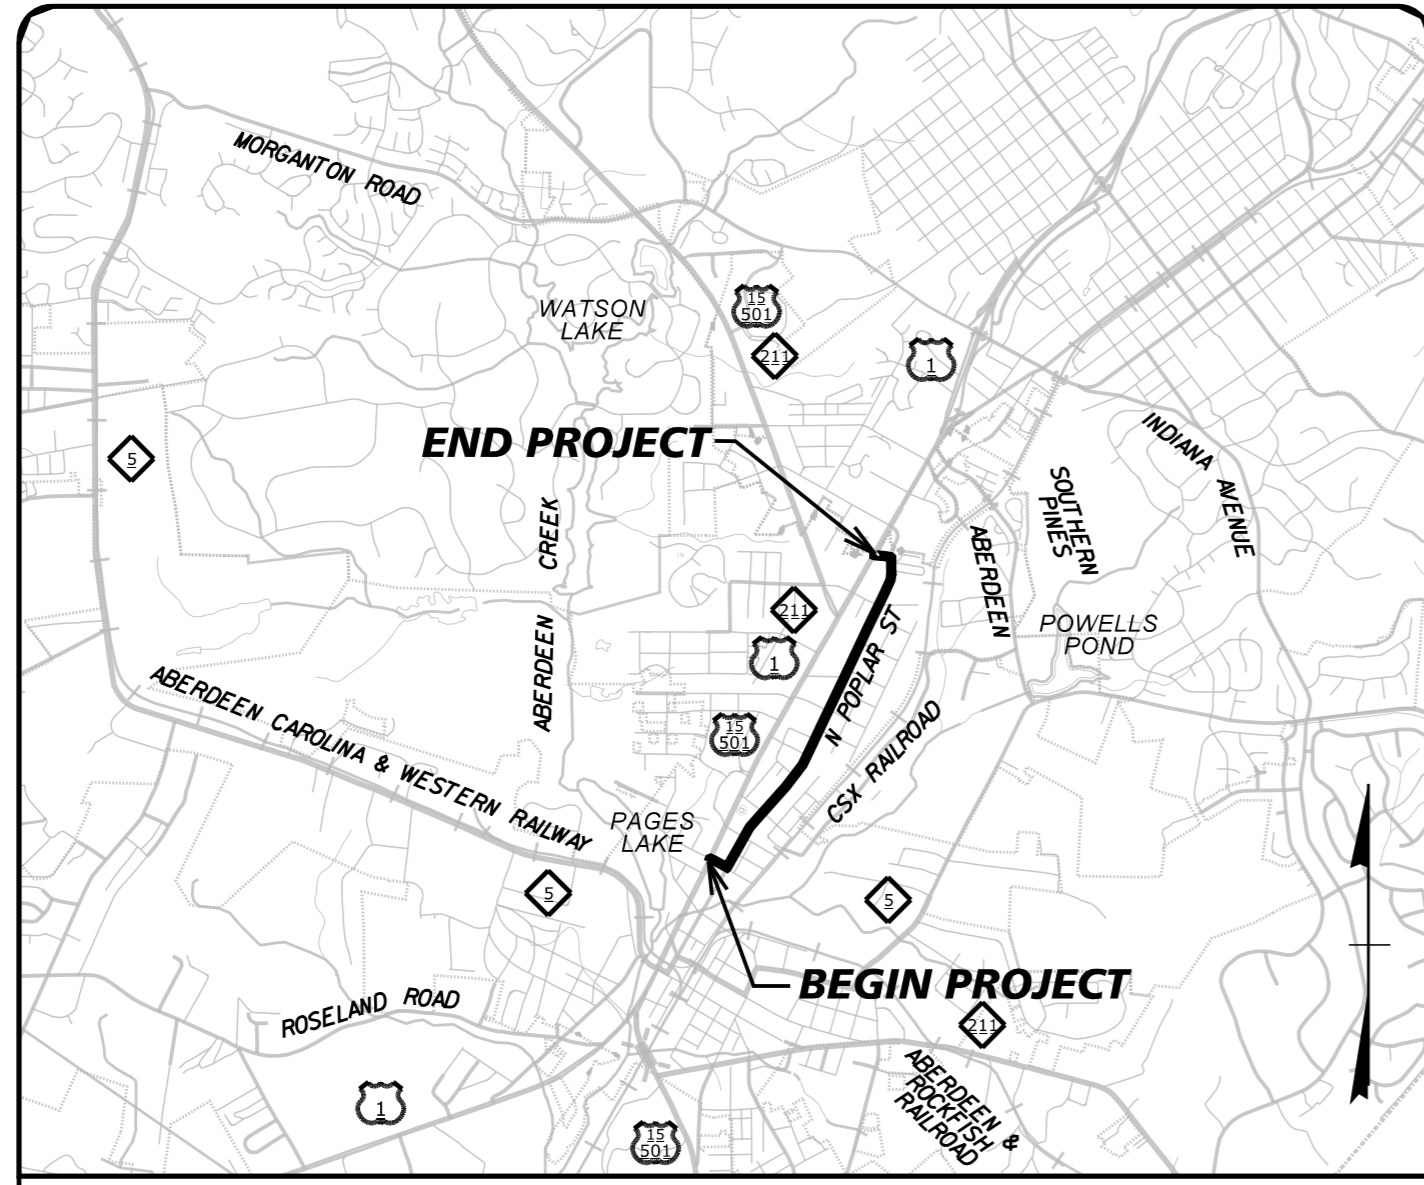 MORGANTON ROAD
WATSON
LAKE
15
501
211
1
END PROJECT
5
INDIANA AVENUE
SOUTHERN
PINES
ABERDEEN
ABERDEEN CREEK
211
1
15
501
N POPLAR ST
POWELLS
POND
CSX RAILROAD
ABERDEEN CAROLINA & WESTERN RAILWAY
PAGES
LAKE
5
5
BEGIN PROJECT
ROSELAND ROAD
211
1
15
501
ABERDEEN &
ROCKFISH
RAILROAD